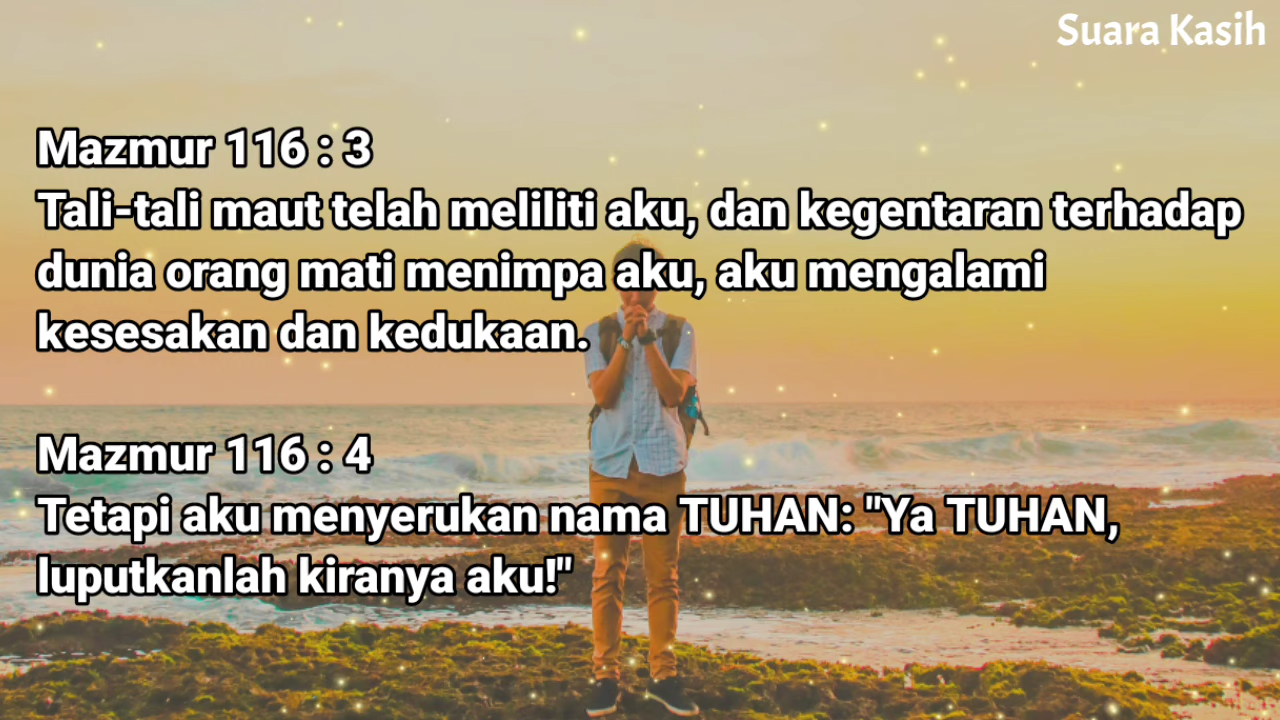 Suara Kasih
Mazmur 116 : 3
Tali-tali maut telah meliliti aku, dan kegentaran terhadap
dunia orang mati menimpa aku, aku mengalami
kesesakan dan kedukaan.
Mazmur 116 : 4
Tetapi aku menyerukan nama TUHAN: "Ya TUHAN,
luputkanlah kiranya aku!"